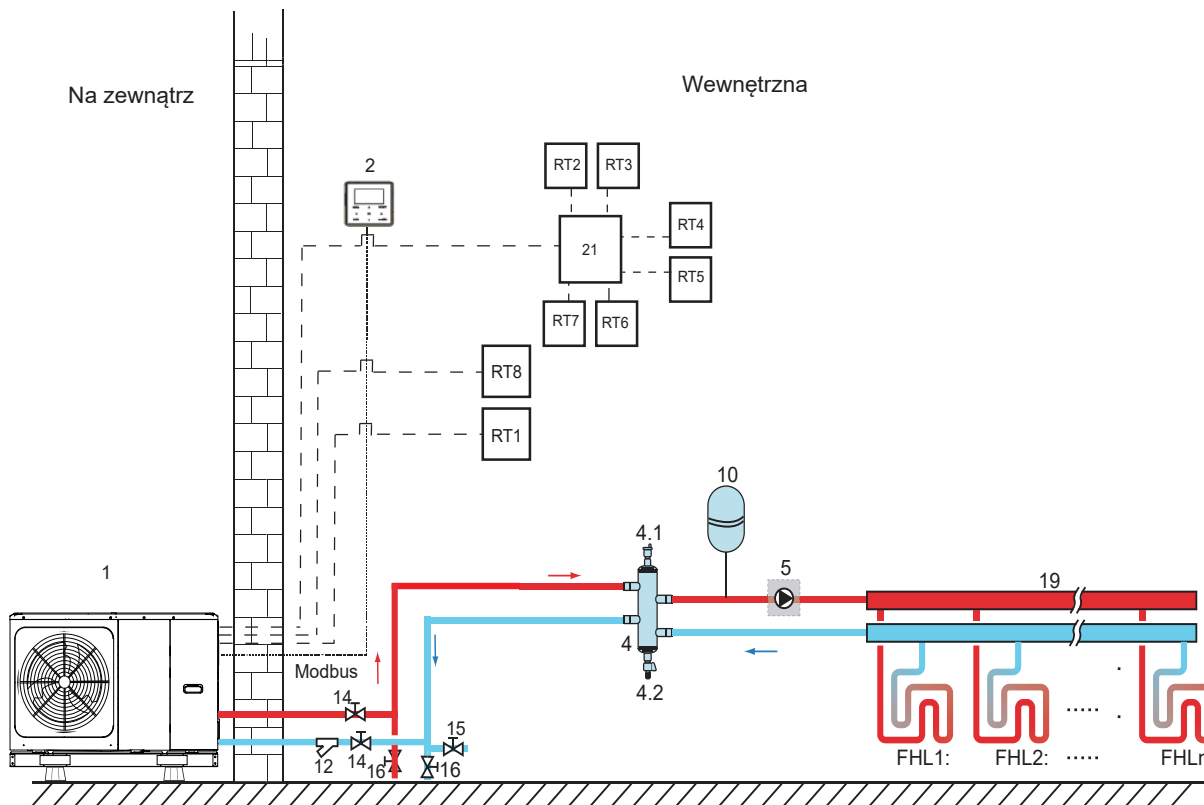 Na zewnątrz
Wewnętrzna
2
RT2
RT3
RT4
21
RT5
RT7
RT6
RT8
RT1
10
4.1
5
19
1
4
4.2
Modbus
14
15
12
14
16
16
FHL1:
FHL2:
.....
FHLn